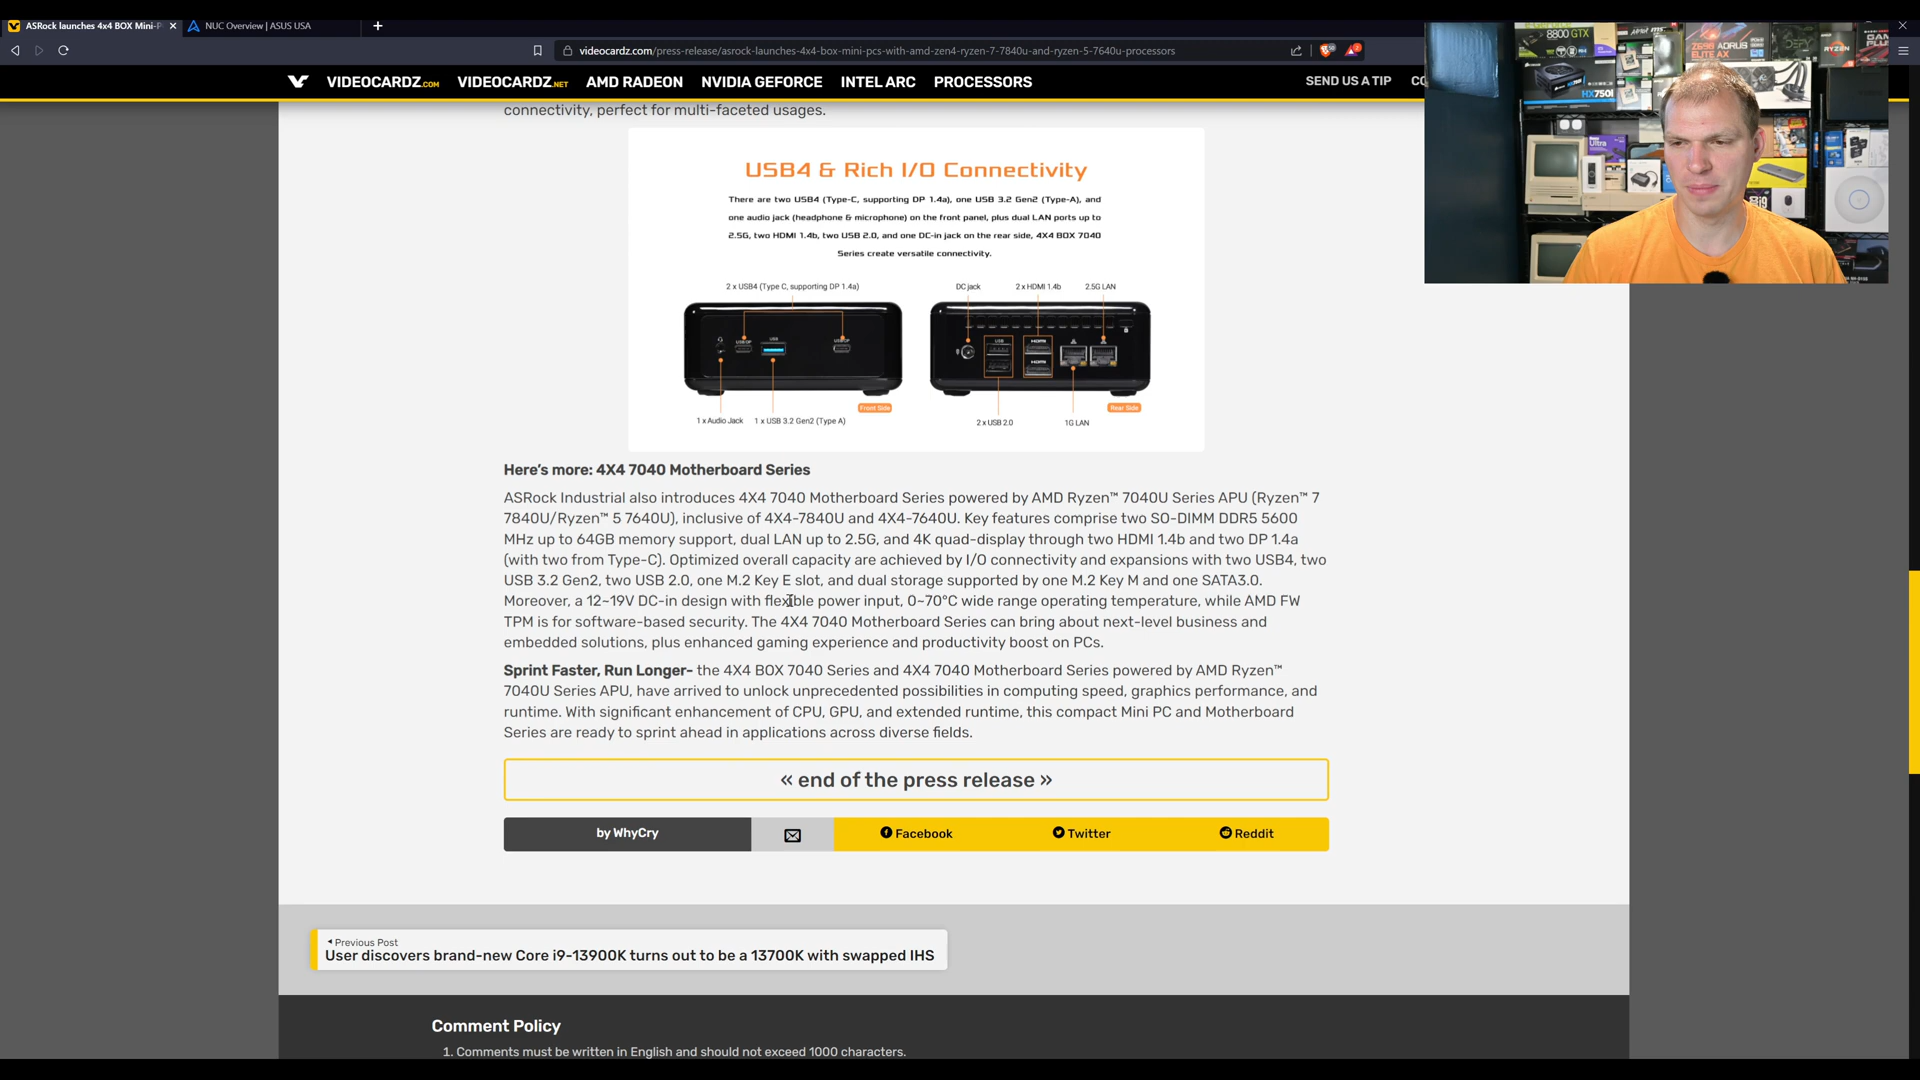 ASRock launches 4x4 BOX Mini-P
NUC Overview | ASUS USA
videocardz.com/press-release/asrock-launches-4x4-box-mini-pcs-with-amd-zen4-ryzen-7-7840u-and-ryzen-5-7640u-processors
VIDEOCARDZ.COM VIDEOCARDZ.NET AMD RADEON NVIDIA GEFORCE INTEL ARC PROCESSORS SEND US A TIP
connectivity, perfect for multi-faceted usages.
USB4 & Rich I/O Connectivity
There are two USB4 (Type-C, supporting DP 1.4a), one USB 3.2 Gen2 (Type-A), and
one audio jack (headphone & microphone) on the front panel, plus dual LAN ports up to
2.5G, two HDMI 1.4b, two USB 2.0, and one DC-in jack on the rear side, 4X4 BOX 7040
Series create versatile connectivity.
2 x USB4 (Type C, supporting DP 1.4a) DC jack 2 x HDMI 1.4b 2.5G LAN
USB
USB
HDMI
HDMI
Front Side Rear Side
1 x Audio Jack 1 x USB 3.2 Gen2 (Type A) 2 x USB 2.0 1G LAN
Here's more: 4X4 7040 Motherboard Series
ASRock Industrial also introduces 4X4 7040 Motherboard Series powered by AMD Ryzen™ 7040U Series APU (Ryzen™ 7
7840U/Ryzen™ 5 7640U), inclusive of 4X4-7840U and 4X4-7640U. Key features comprise two SO-DIMM DDR5 5600
MHz up to 64GB memory support, dual LAN up to 2.5G, and 4K quad-display through two HDMI 1.4b and two DP 1.4a
(with two from Type-C). Optimized overall capacity are achieved by I/O connectivity and expansions with two USB4, two
USB 3.2 Gen2, two USB 2.0, one M.2 Key E slot, and dual storage supported by one M.2 Key M and one SATA3.0.
Moreover, a 12~19V DC-in design with flexible power input, 0~70°C wide range operating temperature, while AMD FW
TPM is for software-based security. The 4X4 7040 Motherboard Series can bring about next-level business and
embedded solutions, plus enhanced gaming experience and productivity boost on PCs.
Sprint Faster, Run Longer- the 4X4 BOX 7040 Series and 4X4 7040 Motherboard Series powered by AMD Ryzen™
7040U Series APU, have arrived to unlock unprecedented possibilities in computing speed, graphics performance, and
runtime. With significant enhancement of CPU, GPU, and extended runtime, this compact Mini PC and Motherboard
Series are ready to sprint ahead in applications across diverse fields.
« end of the press release »
by WhyCry Facebook Twitter Reddit
Previous Post
User discovers brand-new Core i9-13900K turns out to be a 13700K with swapped IHS
Comment Policy
1. Comments must be written in English and should not exceed 1000 characters.
8800 GTX
HX750i
Z690 AORUS
ELITE AX
RYZEN
Ultra
i9